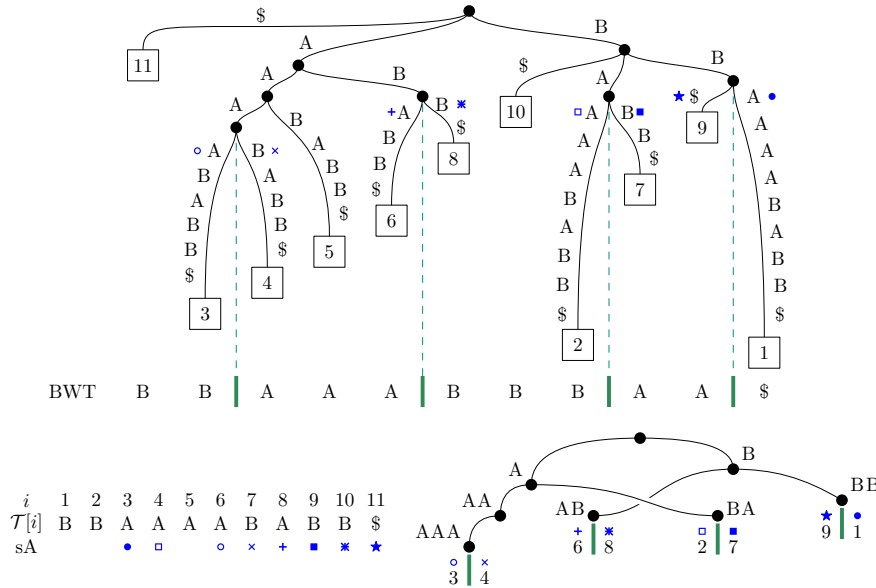 $
B
A
B
11 $
A B A
$ A
A 10
A B A B
B 9 A
$
A B
B A B
A B A 8 $ A
B B A
B A A
$ B 7 B
A B B
$ 6
B B A A
B $ 5 B B
$ 4 B B
3 $ $
2 1
BWT B B A A A B B B A A $
B
A
BB
AA
i 1 2 3 4 5 6 7 8 9 10 11
AB BA
T[i] B B A A A A B A B B $
AAA
sA
6 8 2 7 9 1
3 4